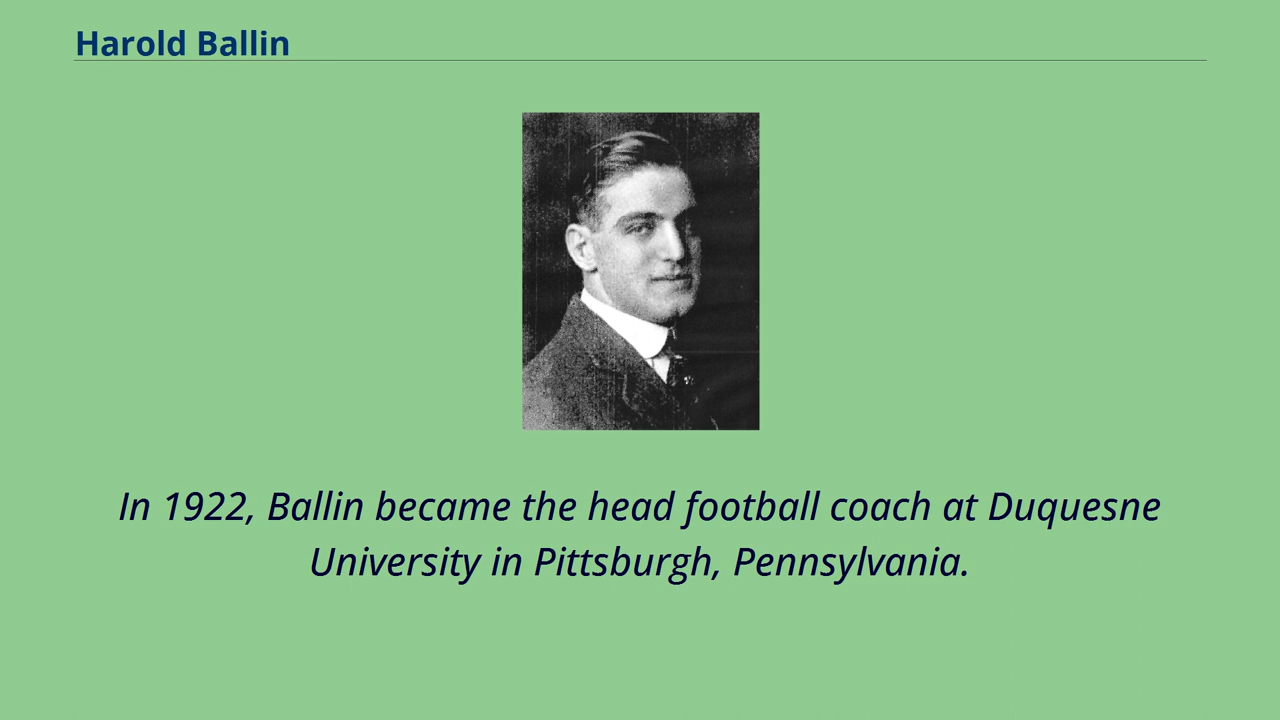 Harold Ballin
In 1922, Ballin became the head football coach at Duquesne
University in Pittsburgh, Pennsylvania.